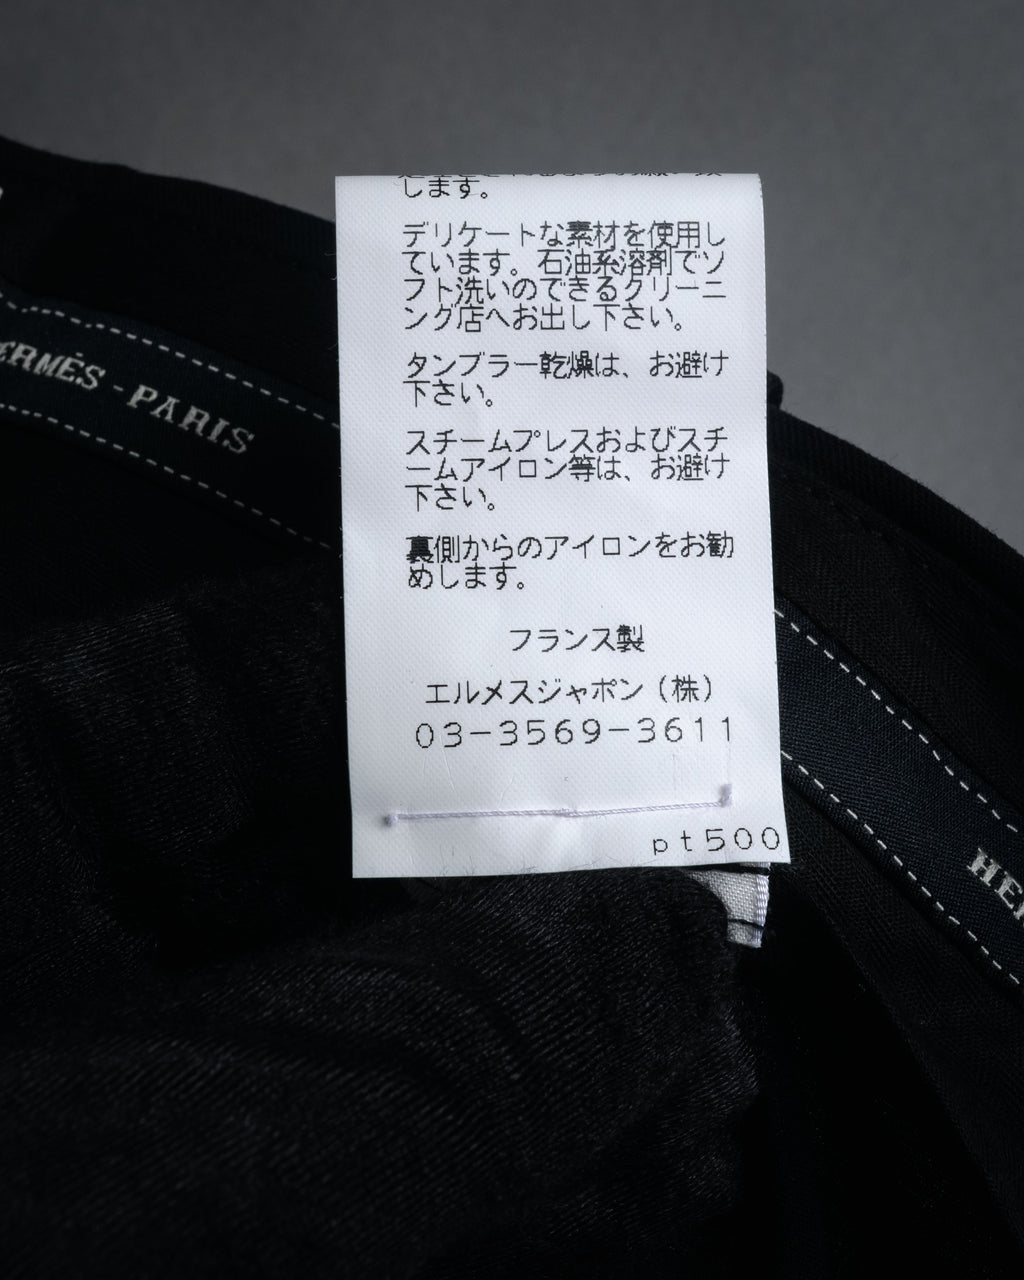 します。
デリケートな素材を使用し
ています。石油系溶剤でソ
フト洗いのできるクリーニ
ング店へお出し下さい。
タンブラー乾燥は、お避け
下さい。
スチームプレスおよびスチ
ームアイロン等は、お避け
下さい。
裏側からのアイロンをお勧
めします。
フランス製
エルメスジャポン（株）
03-3569-3611
pt500
ERMÈS-PARIS
HE